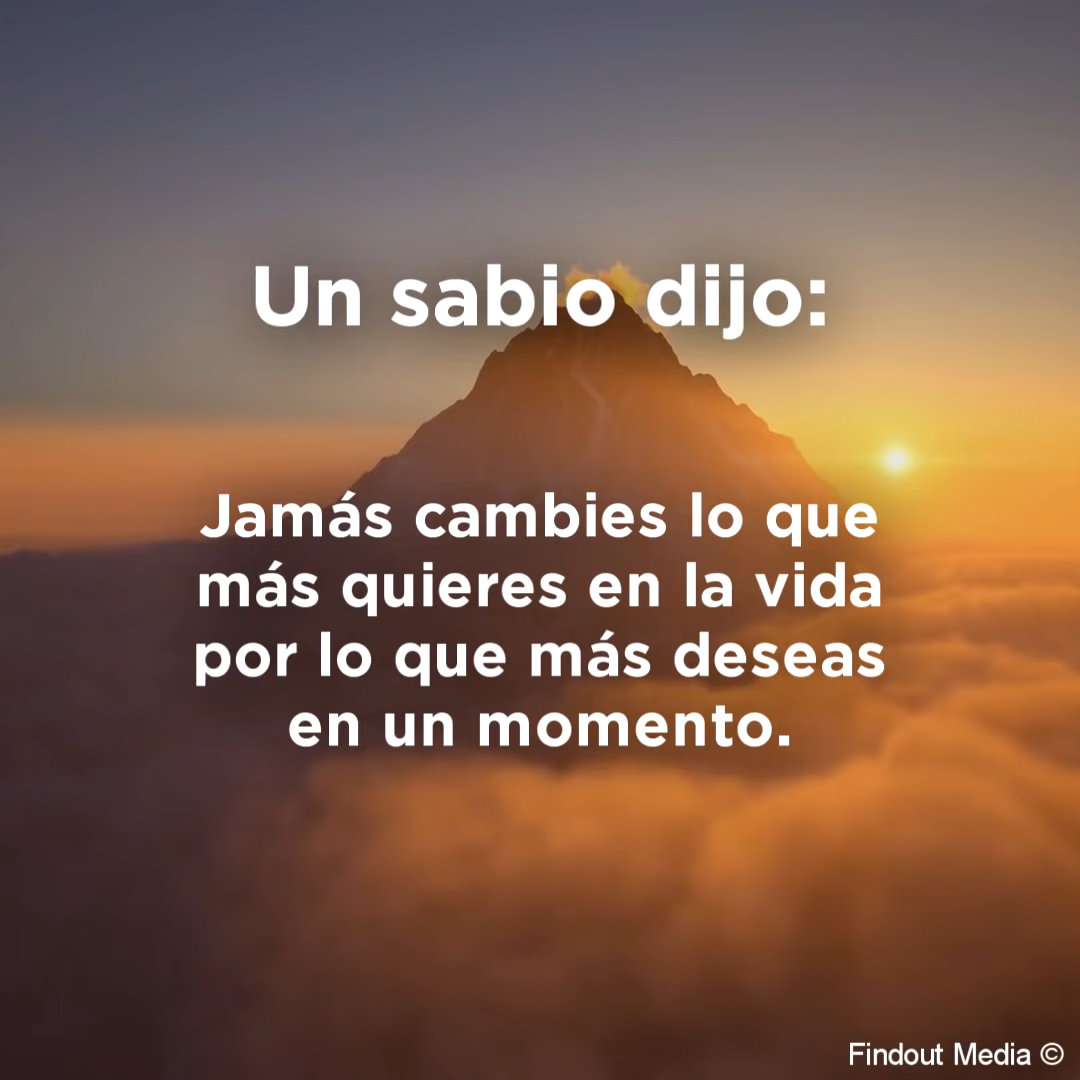 Un sabio dijo:
Jamás cambies lo que
más quieres en la vida
por lo que más deseas
en un momento.
Findout Media ©